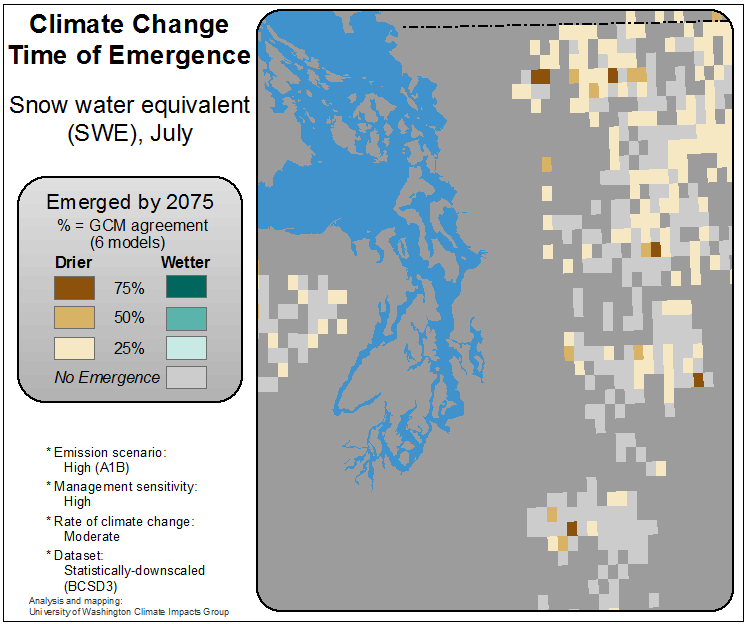 Climate Change
Time of Emergence
Snow water equivalent
(SWE), July
Emerged by 2075
% = GCM agreement
(6 models)
Drier Wetter
75%
50%
25%
No Emergence
* Emission scenario:
High (A1B)
* Management sensitivity:
High
* Rate of climate change:
Moderate
* Dataset:
Statistically-downscaled
(BCSD3)
Analysis and mapping:
University of Washington Climate Impacts Group